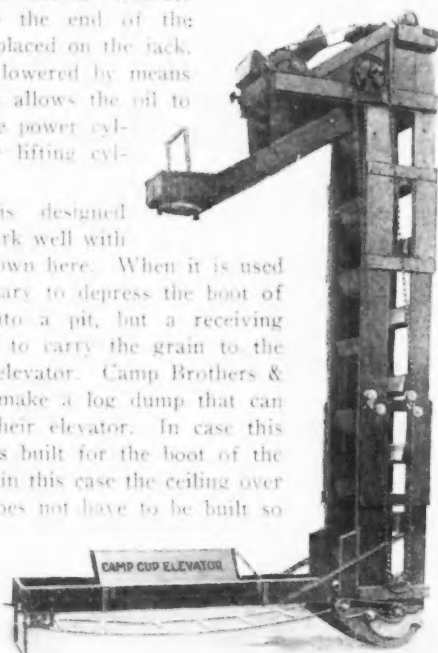 the end of the
placed on the jack.
lowered by means
allows the oil to
power cyl-
lifting cyl-
is designed
rk well with
own here. When it is used
ary to depress the boot of
nto a pit, but a receiving
to carry the grain to the
elevator. Camp Brothers &
make a log dump that can
heir elevator. In case this
s built for the boot of the
in this case the ceiling over
oes not have to be built so
CAMP CUP ELEVATOR